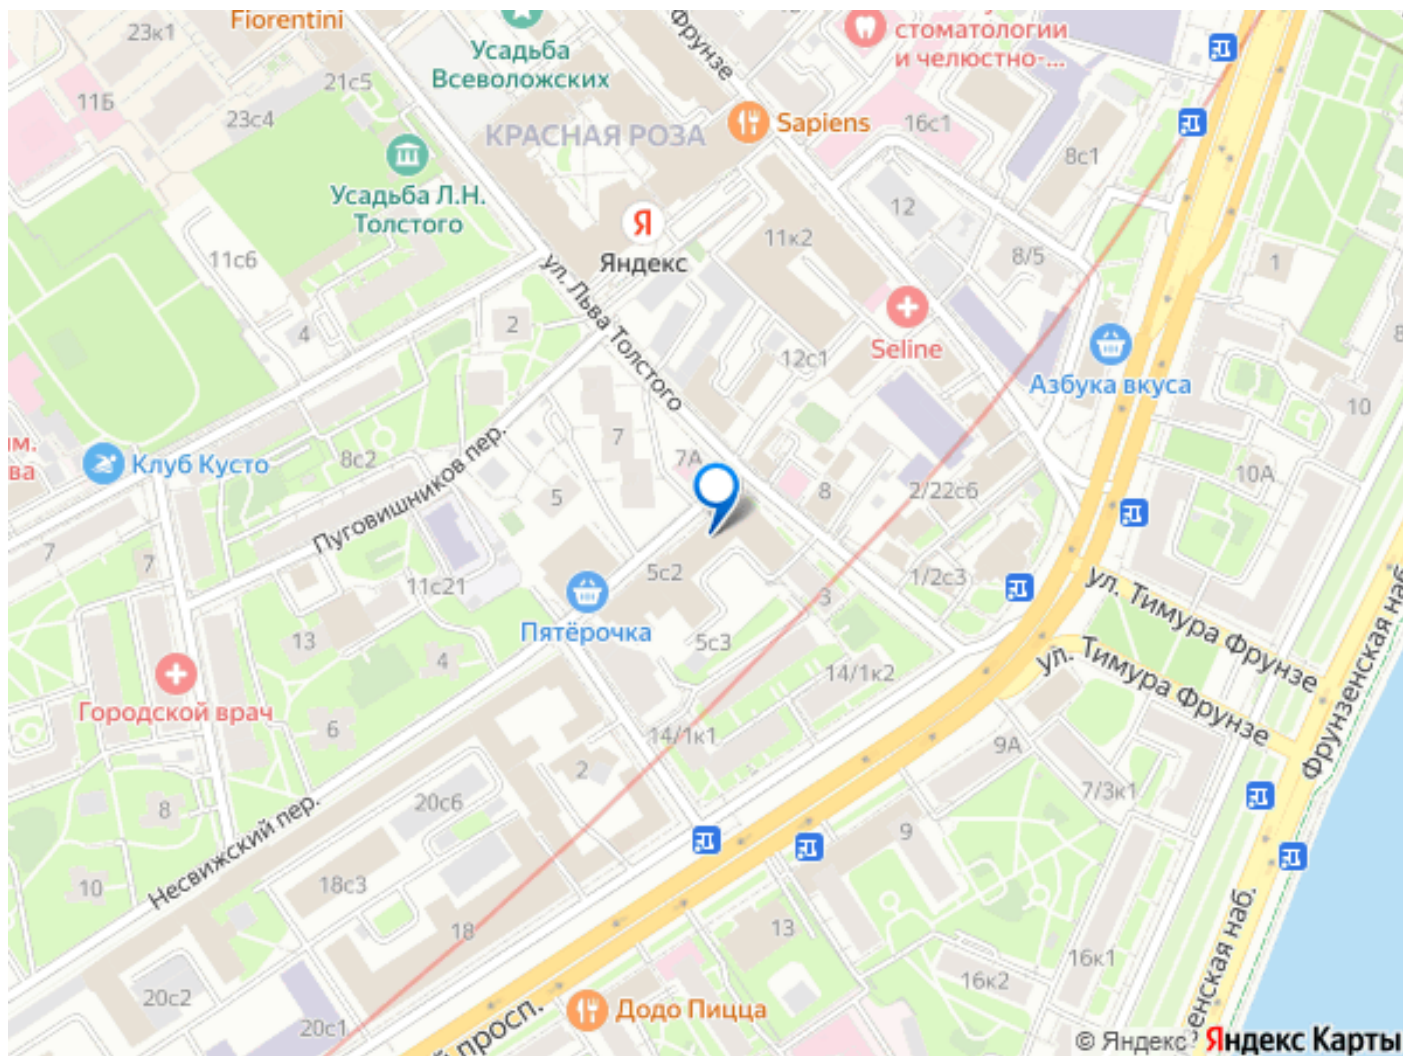 Fiorentini
23к1
21с5
11Б
23с4
Усадьба
Всеволожских
Фрунзе
стоматологии
и челюстно-...
Sapiens
16с1
КРАСНАЯ РОЗА
8с1
Усадьба Л.Н.
Толстого
12
11к2
8/5
1
11с6
Яндекс
ул. Льва Толстого
4
2
Seline
12с1
Азбука вкуса
10
8
7
7А
10А
им.
ва
Клуб Кусто
8с2
Пуговишников пер.
5
8
2/22с6
7
7
11с21
5с2
1/2с3
3
ул. Тимура Фрунзе
Пятёрочка
13
4
5с3
14/1к2
ул. Тимура Фрунзе
Фрунзенская наб.
Городской врач
6
14/1к1
9А
2
7/3к1
8
20с6
9
Несвижский пер.
10
18с3
18
13
16к1
16к2
20с2
20с1
й просп.
Додо Пицца
зенская наб.
© Яндекс
Яндекс Карты